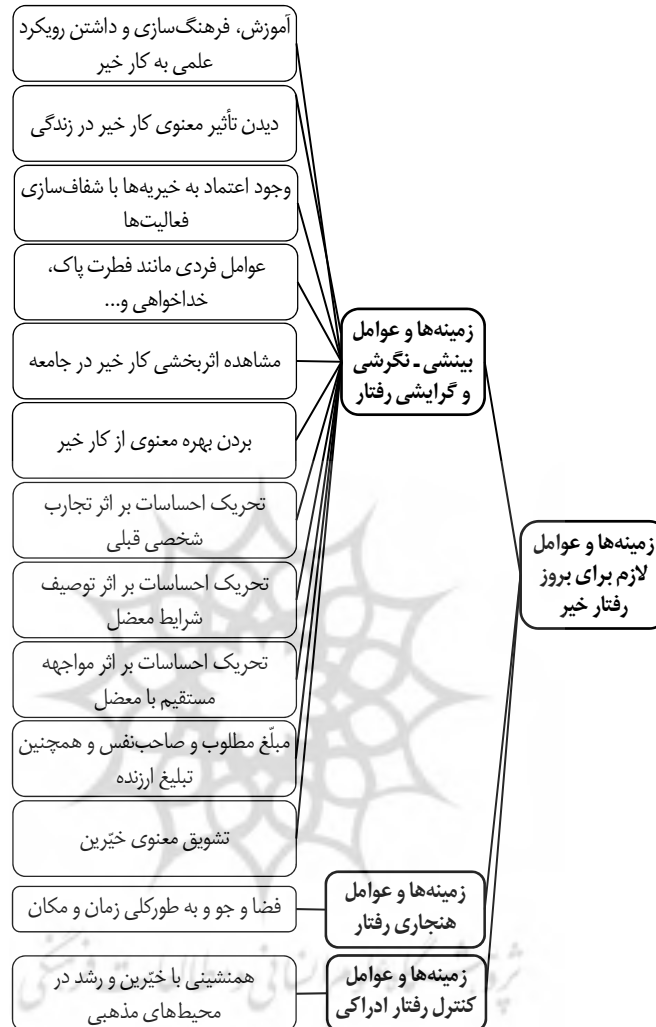 زمینه‌ها و عوامل
لازم برای بروز
رفتار خیر
زمینه‌ها و عوامل
بینشی ـ نگرشی
و گرایشی رفتار
آموزش، فرهنگ‌سازی و داشتن رویکرد
علمی به کار خیر
دیدن تأثیر معنوی کار خیر در زندگی
وجود اعتماد به خیریه‌ها با شفاف‌سازی
فعالیت‌ها
عوامل فردی مانند فطرت پاک،
خداخواهی و...
مشاهده اثربخشی کار خیر در جامعه
بردن بهره معنوی از کار خیر
تحریک احساسات بر اثر تجارب
شخصی قبلی
تحریک احساسات بر اثر توصیف
شرایط معضل
تحریک احساسات بر اثر مواجهه
مستقیم با معضل
مبلّغ مطلوب و صاحب‌نفس و همچنین
تبلیغ ارزنده
تشویق معنوی خیّرین
زمینه‌ها و عوامل
هنجاری رفتار
فضا و جو و به طورکلی زمان و مکان
زمینه‌ها و عوامل
کنترل رفتار ادراکی
همنشینی با خیّرین و رشد در
محیط‌های مذهبی